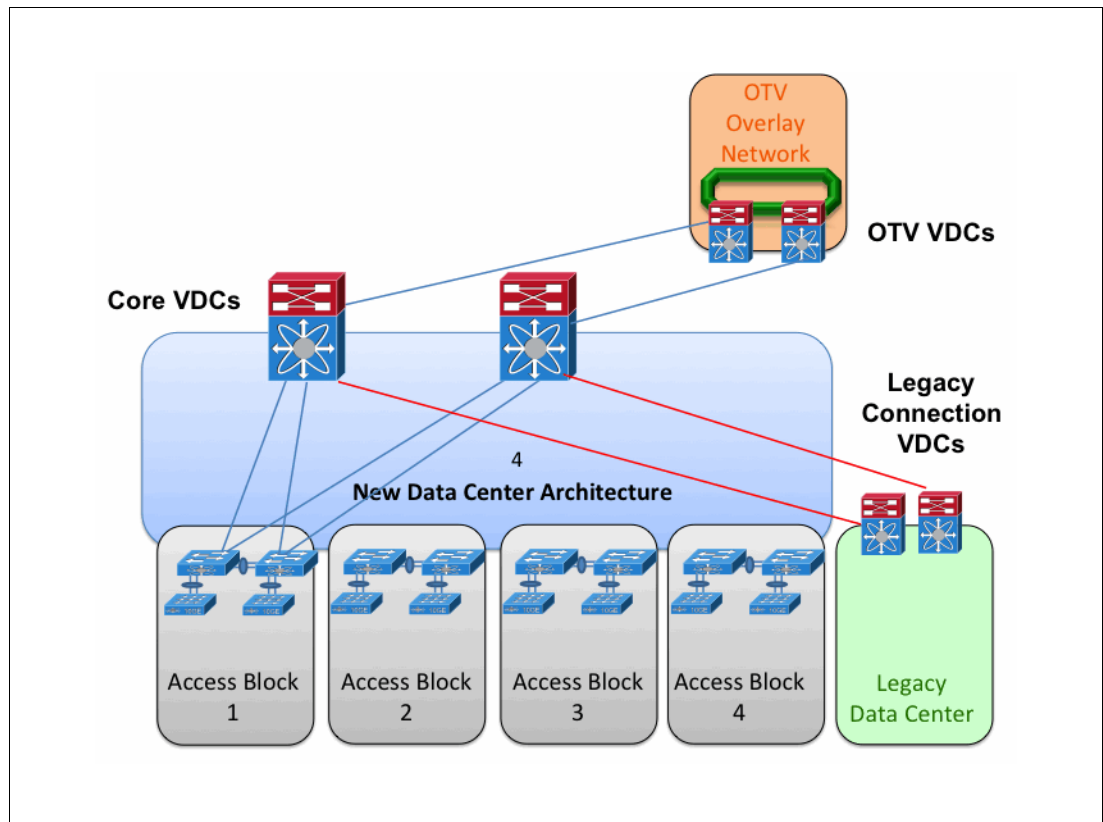 OTV
Overlay
Network
OTV VDCs
Core VDCs
Legacy
Connection
VDCs
4
New Data Center Architecture
Access Block
1
Access Block
2
Access Block
3
Access Block
4
Legacy
Data Center